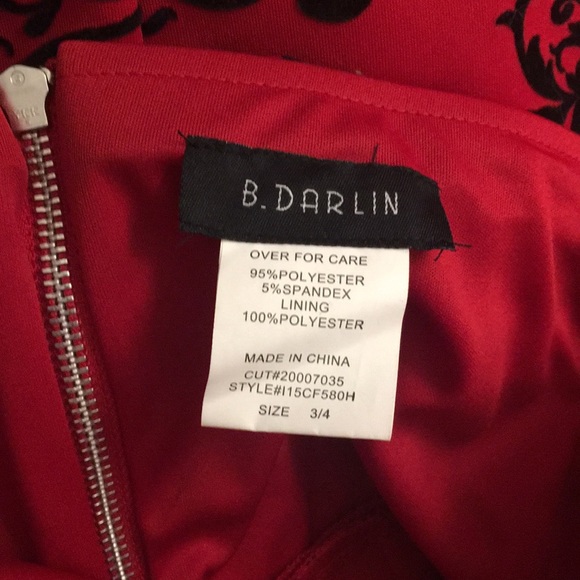 B.DARLIN
OVER FOR CARE
95%POLYESTER
5%SPANDEX
LINING
100%POLYESTER
MADE IN CHINA
CUT#20007035
STYLE#I15CF580H
SIZE 3/4